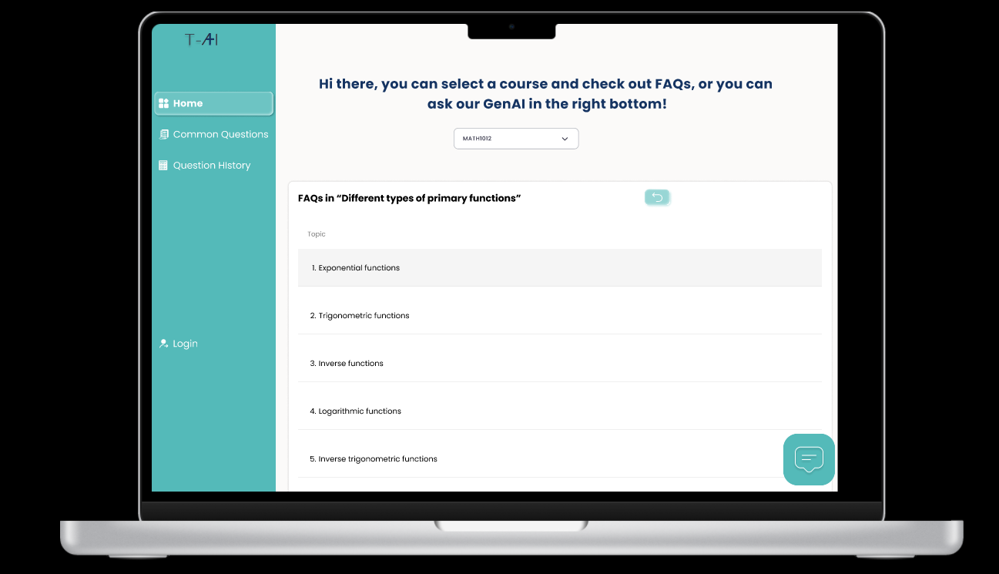 T-AI
Hi there, you can select a course and check out FAQs, or you can
ask our GenAI in the right bottom!
Home
Common Questions
Question HIstory
Login
MATH1012
FAQs in “Different types of primary functions”
Topic
1. Exponential functions
2. Trigonometric functions
3. Inverse functions
4. Logarithmic functions
5. Inverse trigonometric functions